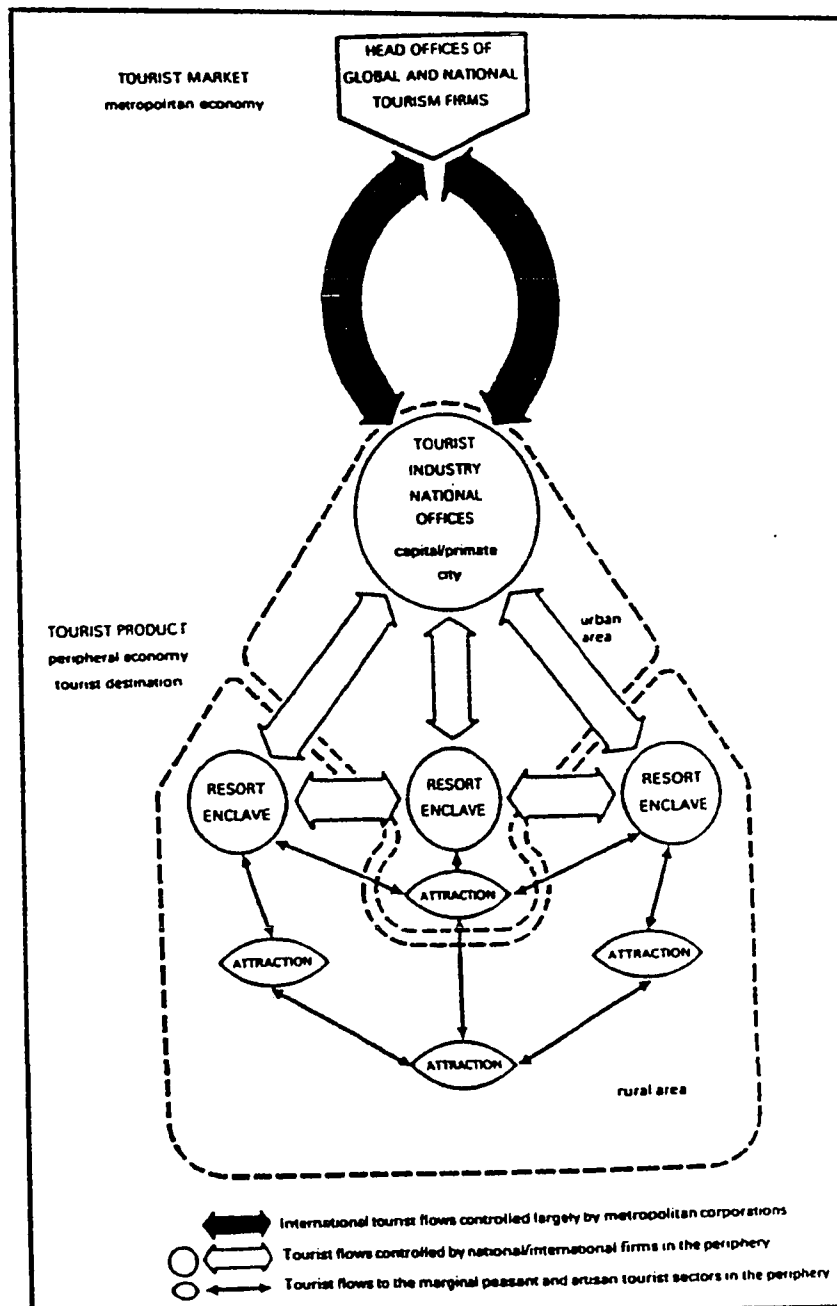 HEAD OFFICES OF
GLOBAL AND NATIONAL
TOURISM FIRMS
TOURIST MARKET
metropolitan economy
TOURIST
INDUSTRY
NATIONAL
OFFICES
capital/primate
city
urban
area
TOURIST PRODUCT
peripheral economy
tourist destination
RESORT
ENCLAVE
RESORT
ENCLAVE
RESORT
ENCLAVE
ATTRACTION
ATTRACTION
ATTRACTION
ATTRACTION
rural area
International tourist flows controlled largely by metropolitan corporations
Tourist flows controlled by national/international firms in the periphery
Tourist flows to the marginal peasant and artisan tourist sectors in the periphery